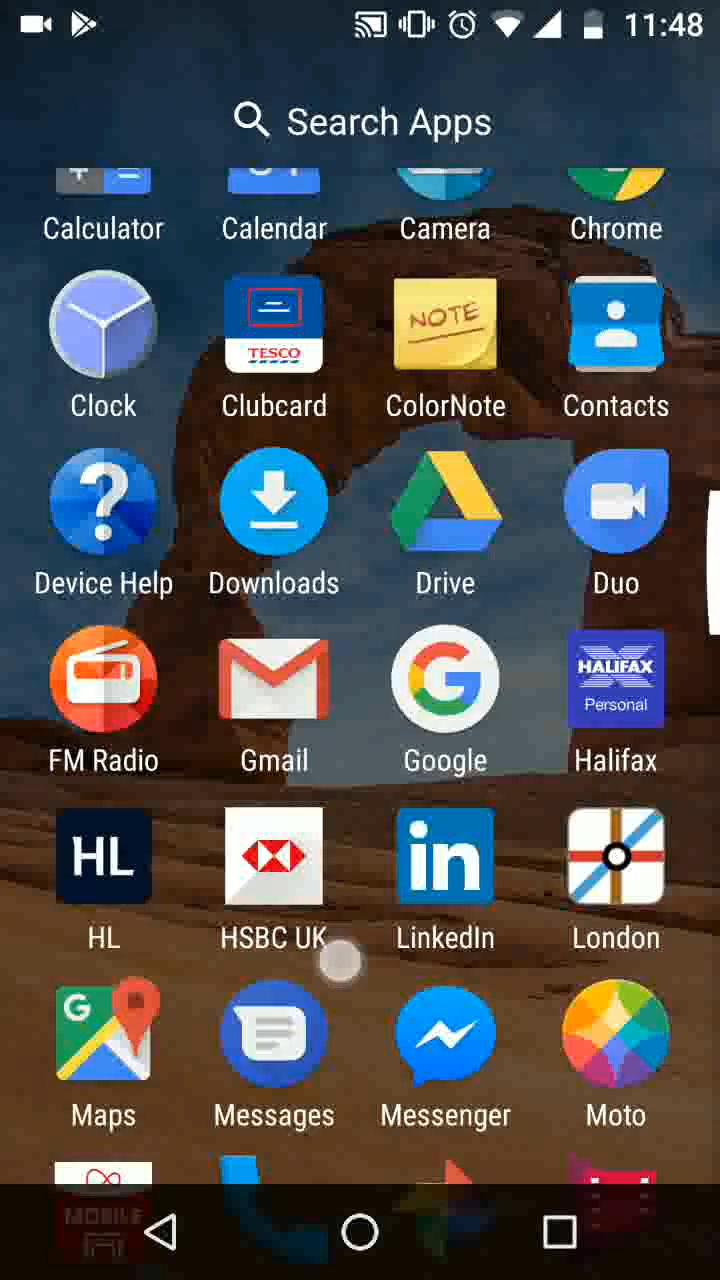 11:48
Search Apps
Calculator Calendar Camera Chrome
TESCO NOTE
Clock Clubcard ColorNote Contacts
?
Device Help Downloads Drive Duo
HALIFAX
Personal
FM Radio Gmail Google Halifax
HL in
HL HSBC UK LinkedIn London
G
Maps Messages Messenger Moto
MOBILE